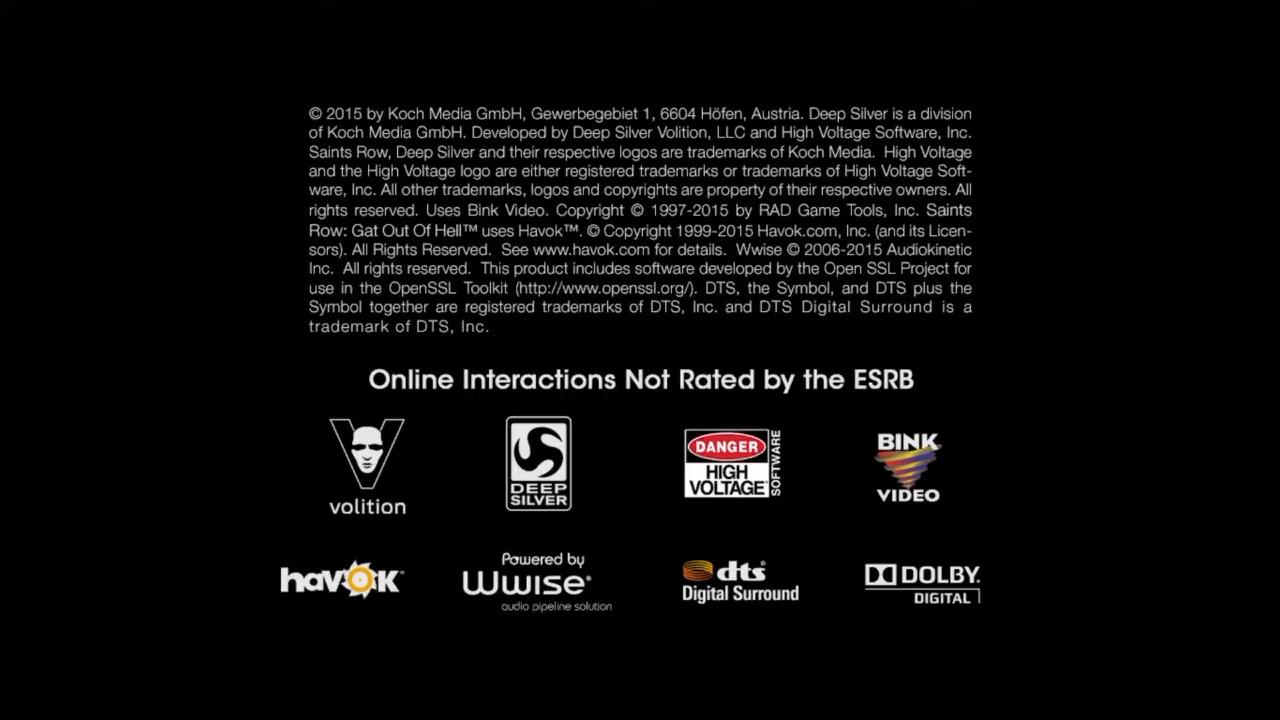 © 2015 by Koch Media GmbH, Gewerbegebiet 1, 6604 Höfen, Austria. Deep Silver is a division
of Koch Media GmbH. Developed by Deep Silver Volition, LLC and High Voltage Software, Inc.
Saints Row, Deep Silver and their respective logos are trademarks of Koch Media. High Voltage
and the High Voltage logo are either registered trademarks or trademarks of High Voltage Soft-
ware, Inc. All other trademarks, logos and copyrights are property of their respective owners. All
rights reserved. Uses Bink Video. Copyright © 1997-2015 by RAD Game Tools, Inc. Saints
Row: Gat Out Of Hell™ uses Havok™. © Copyright 1999-2015 Havok.com, Inc. (and its Licen-
sors). All Rights Reserved. See www.havok.com for details. Wwise © 2006-2015 Audiokinetic
Inc. All rights reserved. This product includes software developed by the Open SSL Project for
use in the OpenSSL Toolkit (http://www.openssl.org/). DTS, the Symbol, and DTS plus the
Symbol together are registered trademarks of DTS, Inc. and DTS Digital Surround is a
trademark of DTS, Inc.
Online Interactions Not Rated by the ESRB
volition
DEEP
SILVER
DANGER
HIGH
VOLTAGE
SOFTWARE
BINK
VIDEO
havok
Powered by
Wwise®
audio pipeline solution
dts
Digital Surround
DOLBY
DIGITAL